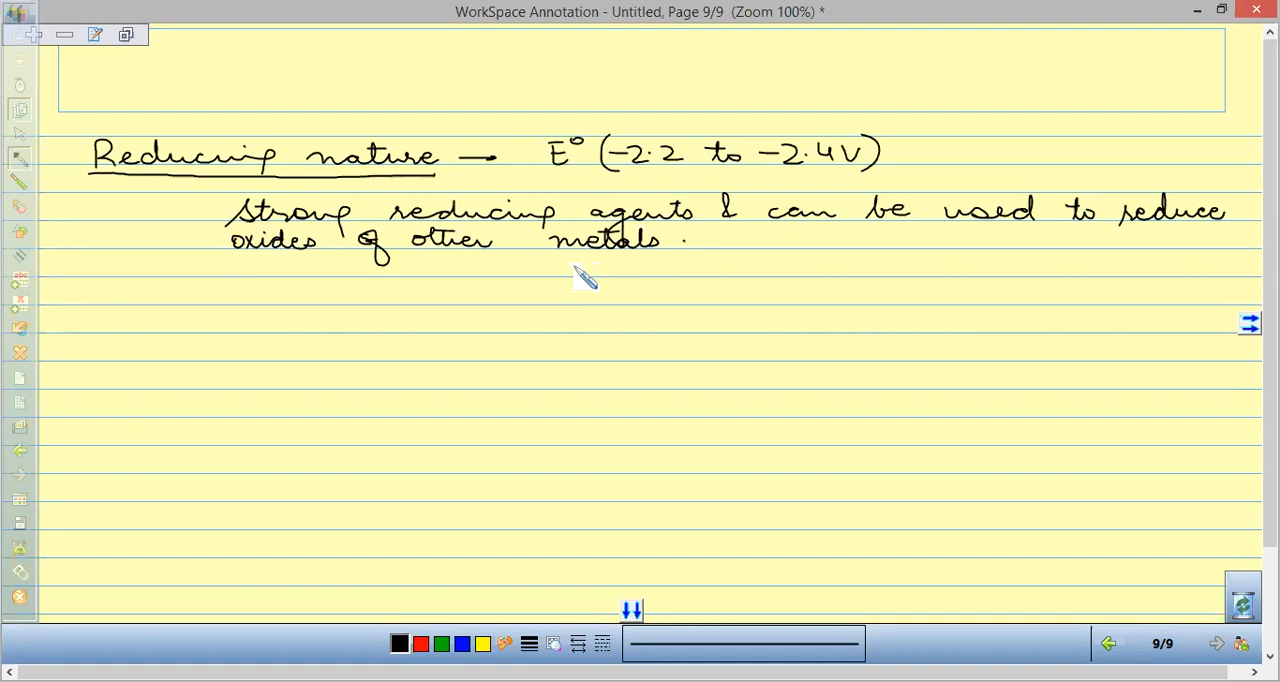 WorkSpace Annotation - Untitled, Page 9/9 (Zoom 100%) *
Reducing nature — E° (-2.2 to -2.4V)
Strong reducing agents & can be used to reduce
oxides of other metals.
9/9